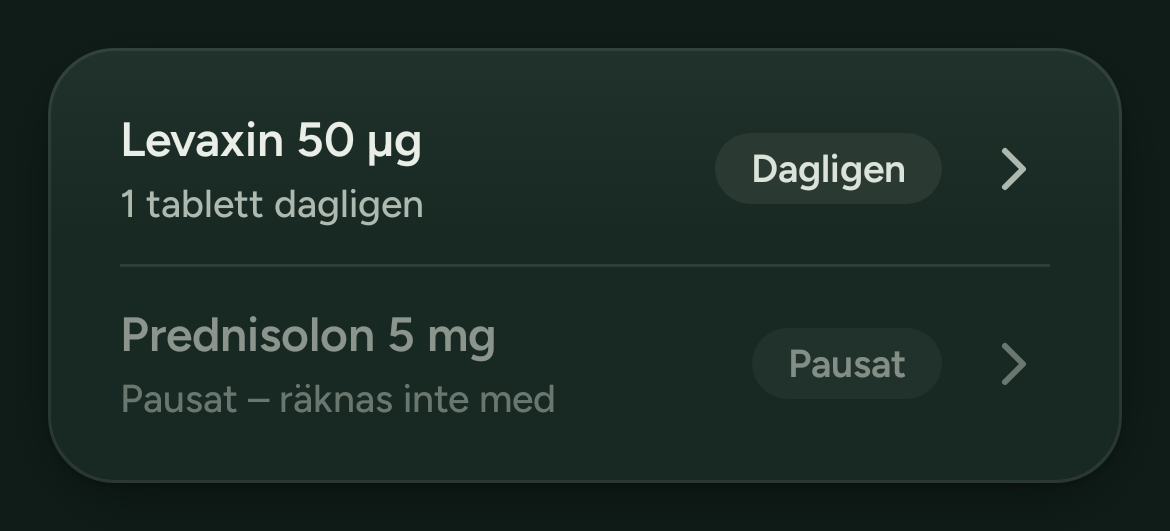 Levaxin 50 µg
1 tablett dagligen
Dagligen
Prednisolon 5 mg
Pausat – räknas inte med
Pausat